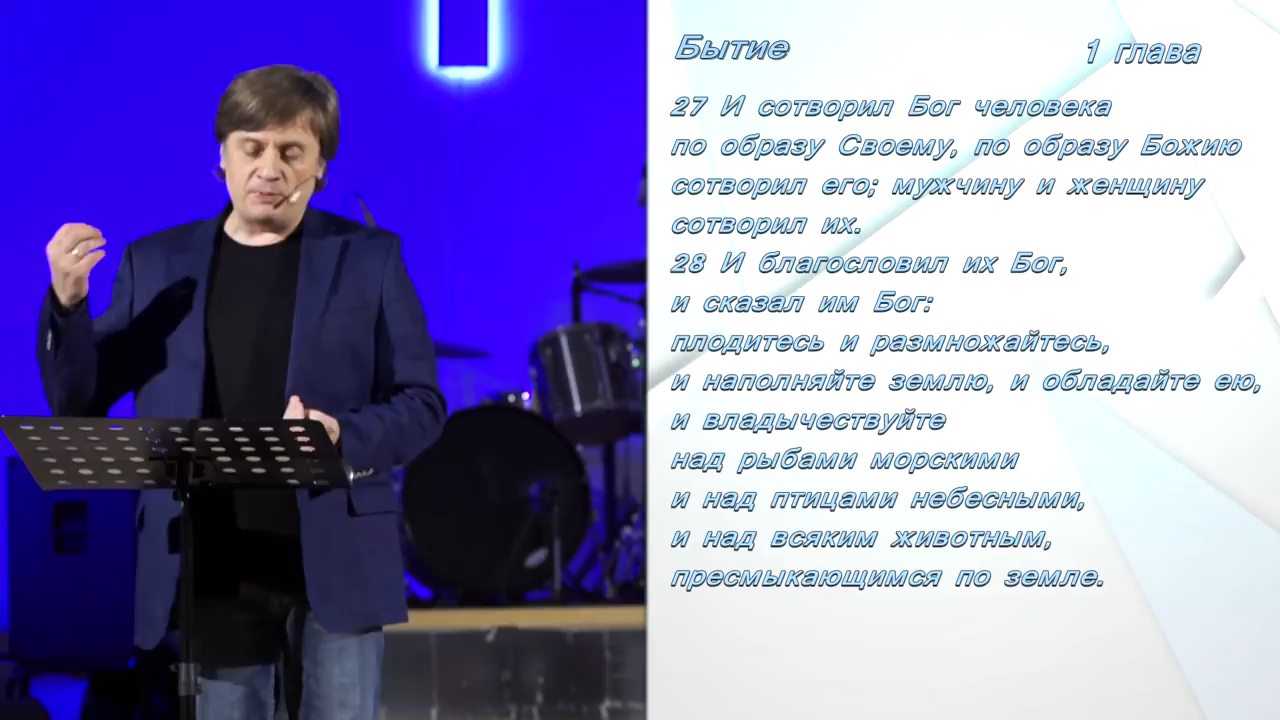 Бытие 1 глава
27 И сотворил Бог человека
по образу Своему, по образу Божию
сотворил его; мужчину и женщину
сотворил их.
28 И благословил их Бог,
и сказал им Бог:
плодитесь и размножайтесь,
и наполняйте землю, и обладайте ею,
и владычествуйте
над рыбами морскими
и над птицами небесными,
и над всяким животным,
пресмыкающимся по земле.